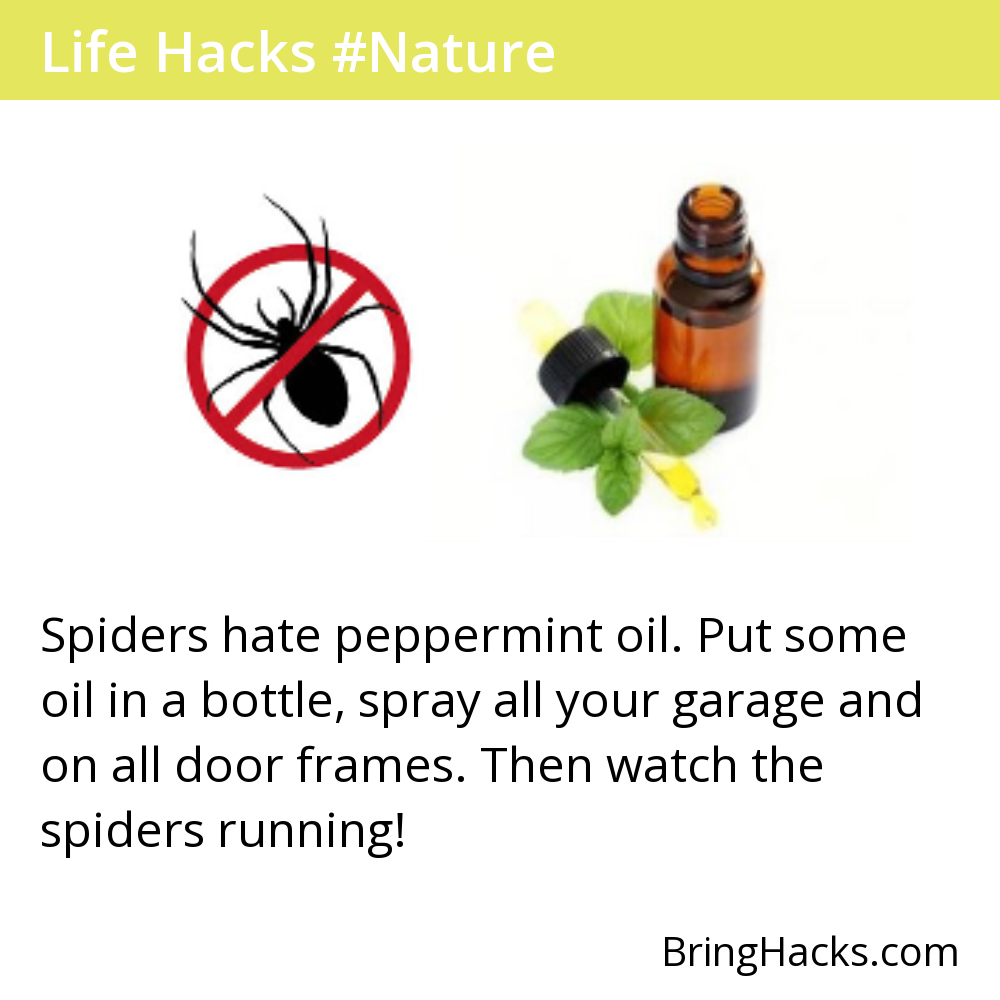 Life Hacks #Nature
Spiders hate peppermint oil. Put some
oil in a bottle, spray all your garage and
on all door frames. Then watch the
spiders running!
BringHacks.com